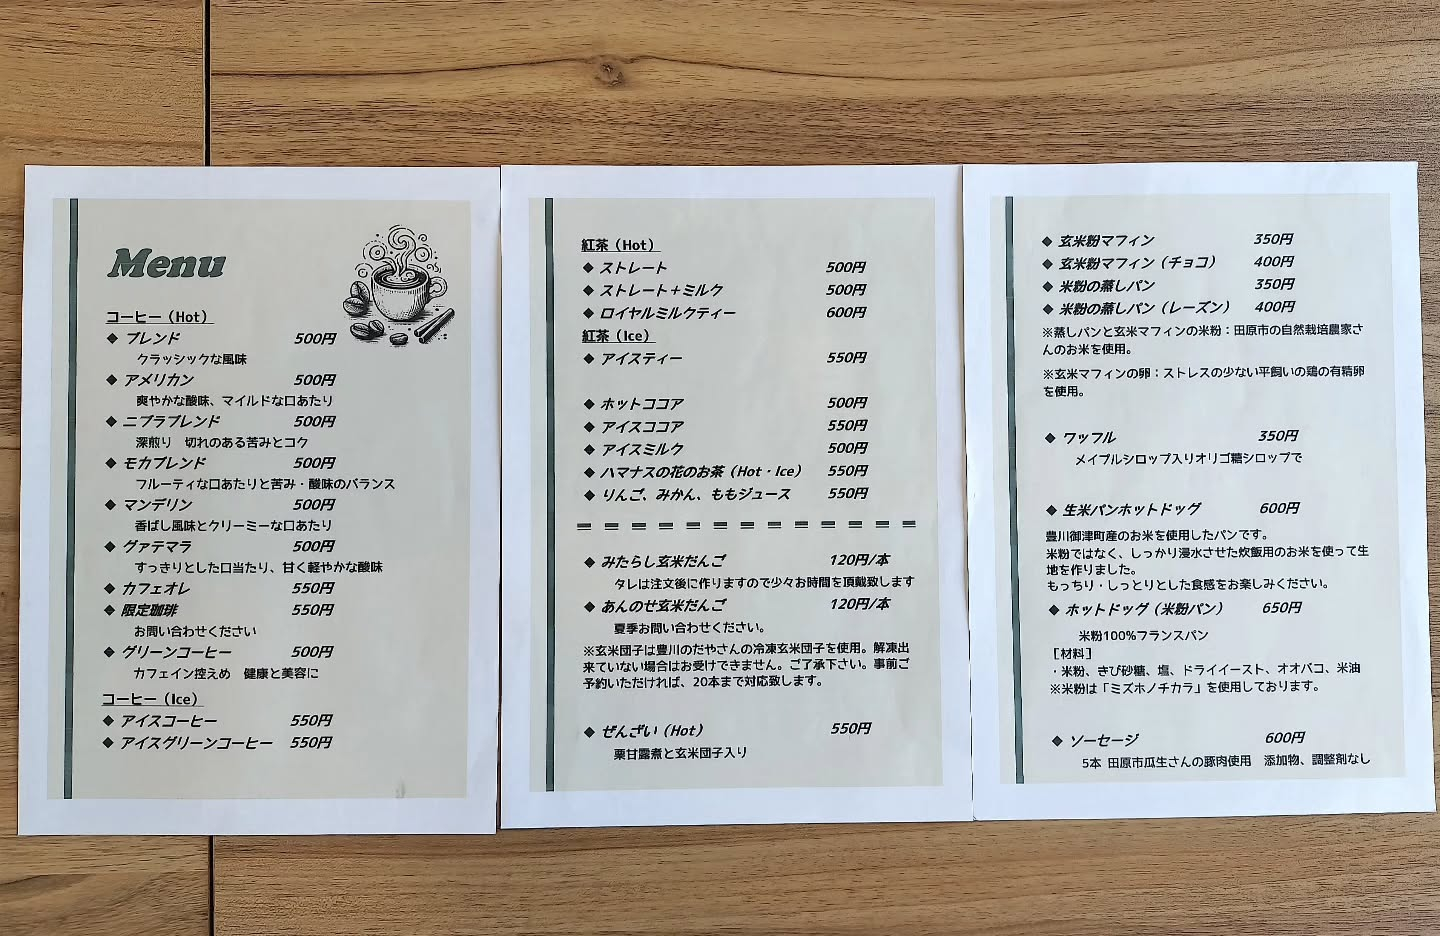 Menu
コーヒー（Hot）
◆ ブレンド 500円
クラッシックな風味
◆ アメリカン 500円
爽やかな酸味、マイルドな口あたり
◆ ニブラブレンド 500円
深煎り　切れのある苦みとコク
◆ モカブレンド 500円
フルーティな口あたりと苦み・酸味のバランス
◆ マンデリン 500円
香ばし風味とクリーミーな口あたり
◆ グァテマラ 500円
すっきりとした口当たり、甘く軽やかな酸味
◆ カフェオレ 550円
◆ 限定珈琲 550円
お問い合わせください
◆ グリーンコーヒー 500円
カフェイン控えめ　健康と美容に
コーヒー（Ice）
◆ アイスコーヒー 550円
◆ アイスグリーンコーヒー 550円
紅茶（Hot）
◆ ストレート 500円
◆ ストレート＋ミルク 500円
◆ ロイヤルミルクティー 600円
紅茶（Ice）
◆ アイスティー 550円
◆ ホットココア 500円
◆ アイスココア 550円
◆ アイスミルク 500円
◆ ハマナスの花のお茶（Hot・Ice） 550円
◆ りんご、みかん、ももジュース 550円
◆ みたらし玄米だんご 120円/本
タレは注文後に作りますので少々お時間を頂戴致します
◆ あんのせ玄米だんご 120円/本
夏季お問い合わせください。
※玄米団子は豊川のだやさんの冷凍玄米団子を使用。解凍出
来ていない場合はお受けできません。ご了承下さい。事前ご
予約いただければ、20本まで対応致します。
◆ ぜんざい（Hot） 550円
栗甘露煮と玄米団子入り
◆ 玄米粉マフィン 350円
◆ 玄米粉マフィン（チョコ） 400円
◆ 米粉の蒸しパン 350円
◆ 米粉の蒸しパン（レーズン） 400円
※蒸しパンと玄米マフィンの米粉：田原市の自然栽培農家さ
んのお米を使用。
※玄米マフィンの卵：ストレスの少ない平飼いの鶏の有精卵
を使用。
◆ ワッフル 350円
メイプルシロップ入りオリゴ糖シロップで
◆ 生米パンホットドッグ 600円
豊川御津町産のお米を使用したパンです。
米粉ではなく、しっかり浸水させた炊飯用のお米を使って生
地を作りました。
もっちり・しっとりとした食感をお楽しみください。
◆ ホットドッグ（米粉パン） 650円
米粉100%フランスパン
［材料］
・米粉、きび砂糖、塩、ドライイースト、オオバコ、米油
※米粉は「ミズホノチカラ」を使用しております。
◆ ソーセージ 600円
5本 田原市瓜生さんの豚肉使用　添加物、調整剤なし